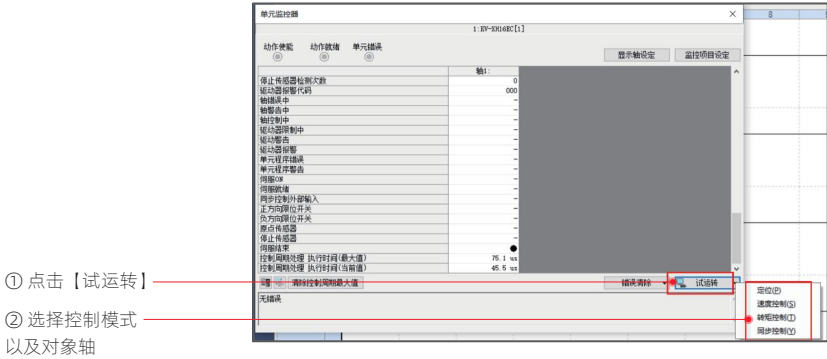 单元监控器
8
1:KV-XH16EC[1]
动作使能 动作就绪 单元错误
显示轴设定 监控项目设定
轴1:
停止传感器检测次数 0
驱动器报警代码 000
轴错误中 -
轴警告中 -
轴控制中 -
驱动器限制中 -
驱动警告 -
驱动器报警 -
单元程序错误 -
单元程序警告 -
伺服ON -
伺服就绪 -
同步控制外部输入 -
正方向限位开关 -
负方向限位开关 -
原点传感器 -
停止传感器 -
伺服结束 ●
控制周期处理 执行时间(最大值) 75.1 us
控制周期处理 执行时间(当前值) 45.5 us
① 点击【试运转】
清除控制周期最大值 错误清除 试运转
无错误
定位(P)
速度控制(S)
② 选择控制模式
转矩控制(T)
同步控制(Y)
以及对象轴